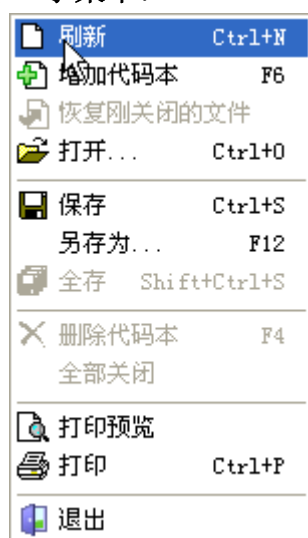 刷新 Ctrl+N
增加代码本 F6
恢复刚关闭的文件
打开... Ctrl+O
保存 Ctrl+S
另存为... F12
全存 Shift+Ctrl+S
删除代码本 F4
全部关闭
打印预览
打印 Ctrl+P
退出